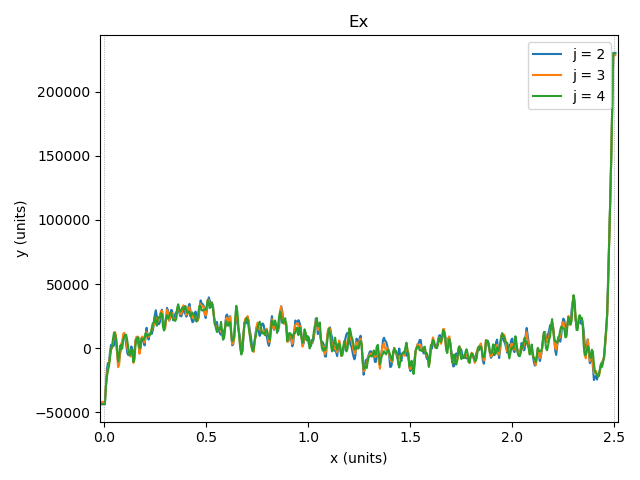 Ex
j = 2
j = 3
j = 4
200000
150000
100000
50000
0
−50000
y (units)
0.0 0.5 1.0 1.5 2.0 2.5
x (units)